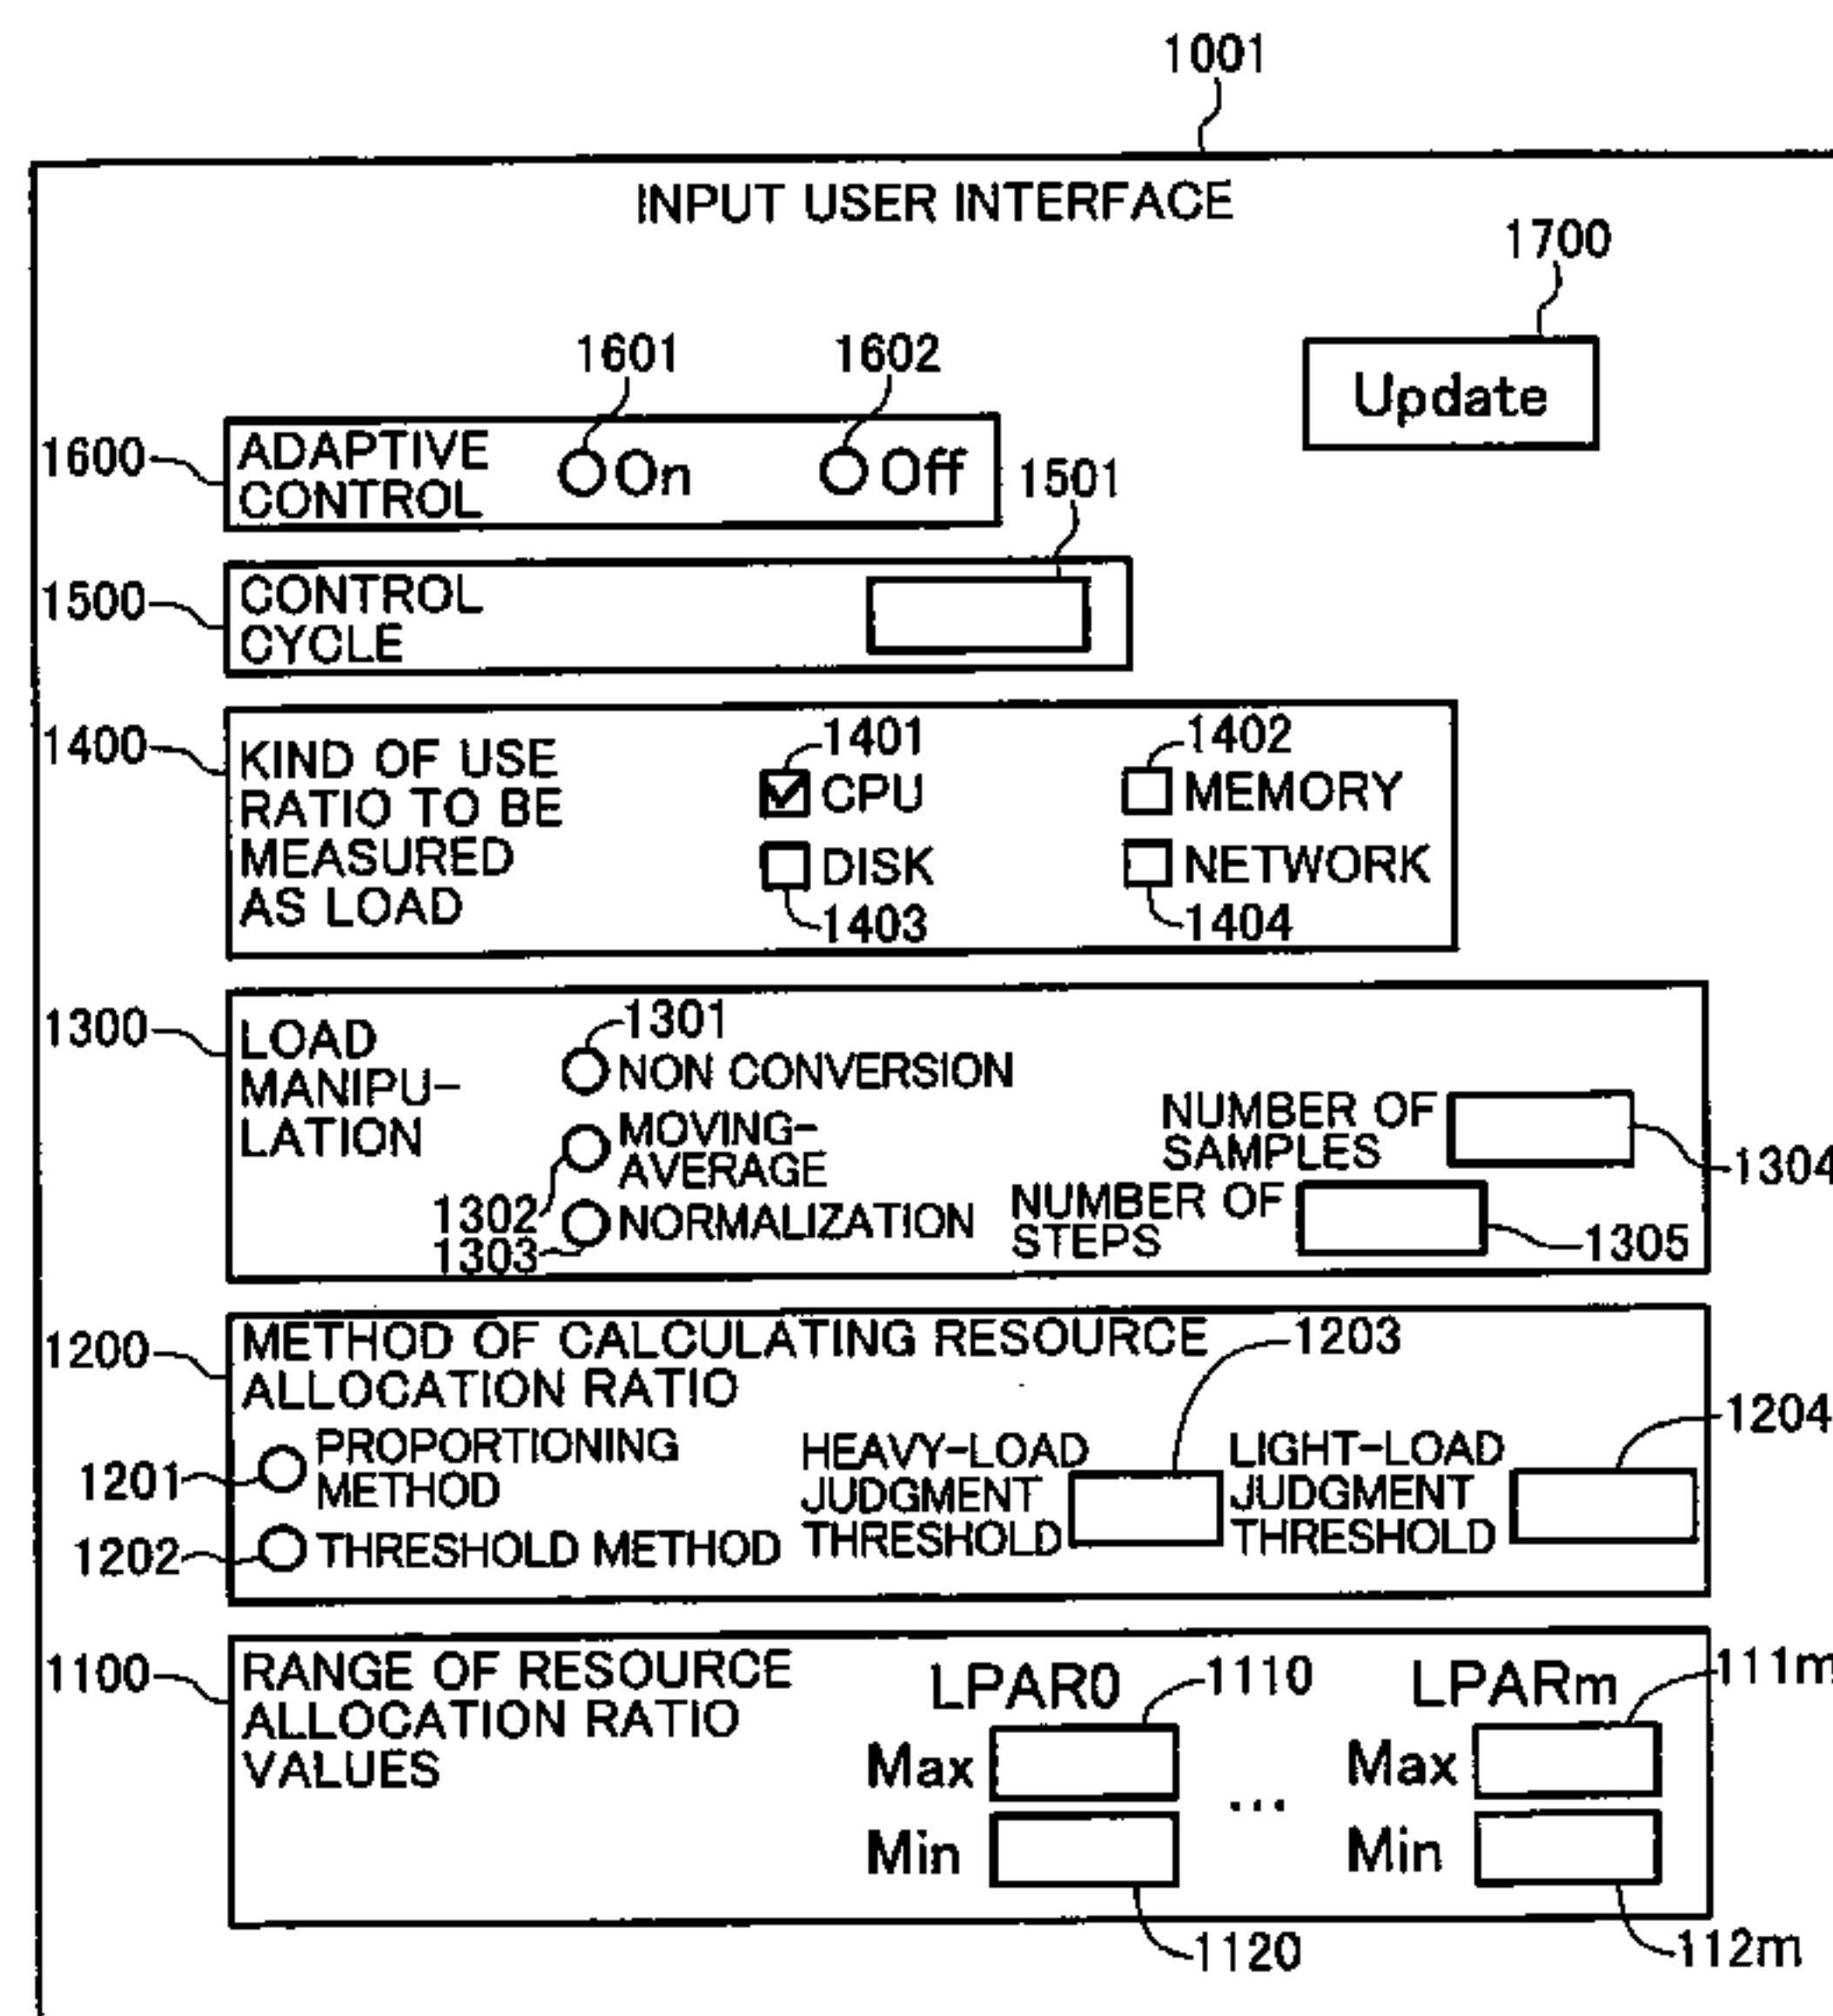 1001
INPUT USER INTERFACE
1700
Update
1601
1602
1600
ADAPTIVE
CONTROL
On
Off
1501
1500
CONTROL
CYCLE
1400
KIND OF USE
RATIO TO BE
MEASURED
AS LOAD
1401
CPU
1402
MEMORY
DISK
1403
NETWORK
1404
1300
LOAD
MANIPU-
LATION
1301
NON CONVERSION
MOVING-
AVERAGE
1302
NUMBER OF
SAMPLES
1304
1303
NORMALIZATION
NUMBER OF
STEPS
1305
1200
METHOD OF CALCULATING RESOURCE
ALLOCATION RATIO
1203
1204
1201
PROPORTIONING
METHOD
1202
THRESHOLD METHOD
HEAVY-LOAD
JUDGMENT
THRESHOLD
LIGHT-LOAD
JUDGMENT
THRESHOLD
1100
RANGE OF RESOURCE
ALLOCATION RATIO
VALUES
LPAR0
1110
Max
Min
1120
...
LPARm
111m
Max
Min
112m